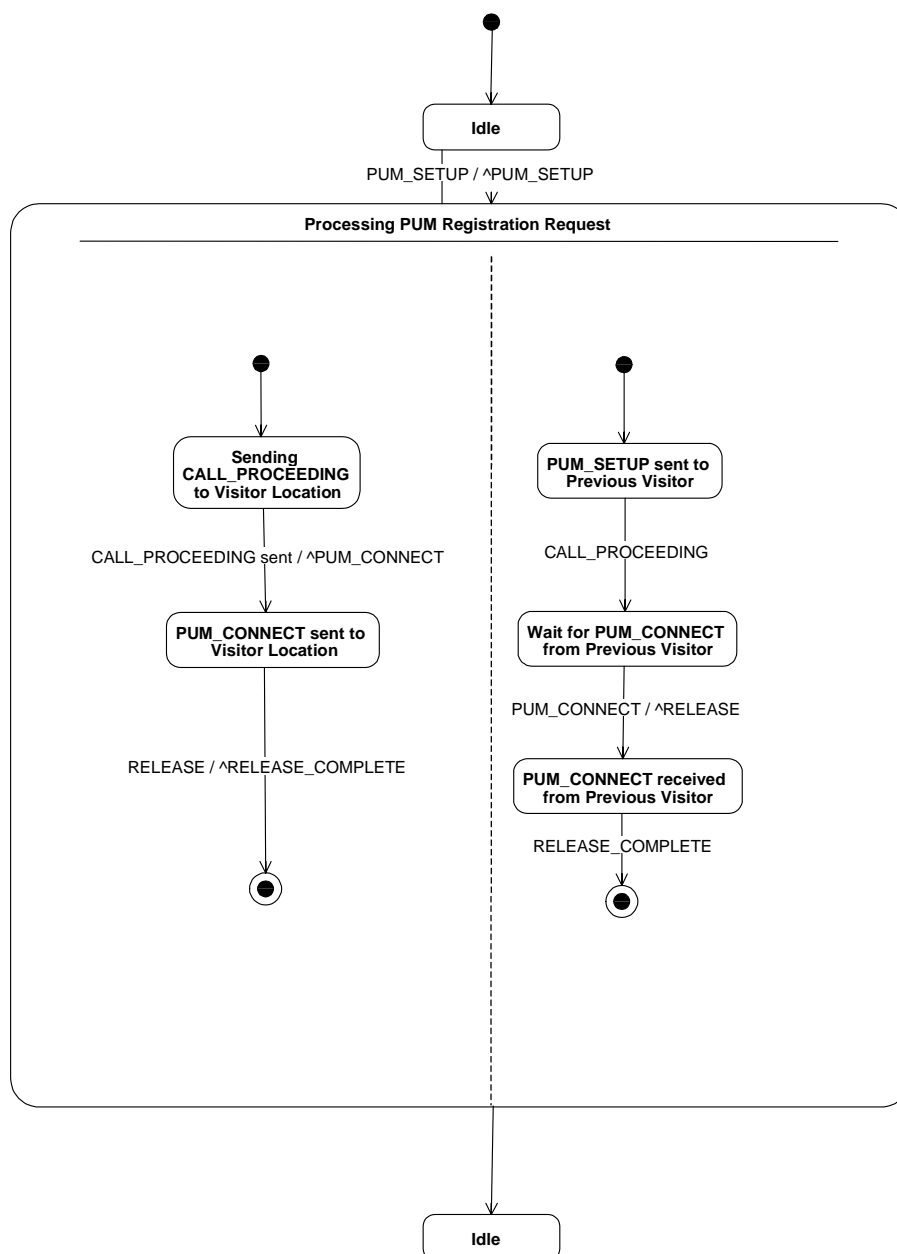 Idle
PUM_SETUP / ^PUM_SETUP
Processing PUM Registration Request
Sending
CALL_PROCEEDING
to Visitor Location
CALL_PROCEEDING sent / ^PUM_CONNECT
PUM_CONNECT sent to
Visitor Location
RELEASE / ^RELEASE_COMPLETE
PUM_SETUP sent to
Previous Visitor
CALL_PROCEEDING
Wait for PUM_CONNECT
from Previous Visitor
PUM_CONNECT / ^RELEASE
PUM_CONNECT received
from Previous Visitor
RELEASE_COMPLETE
Idle